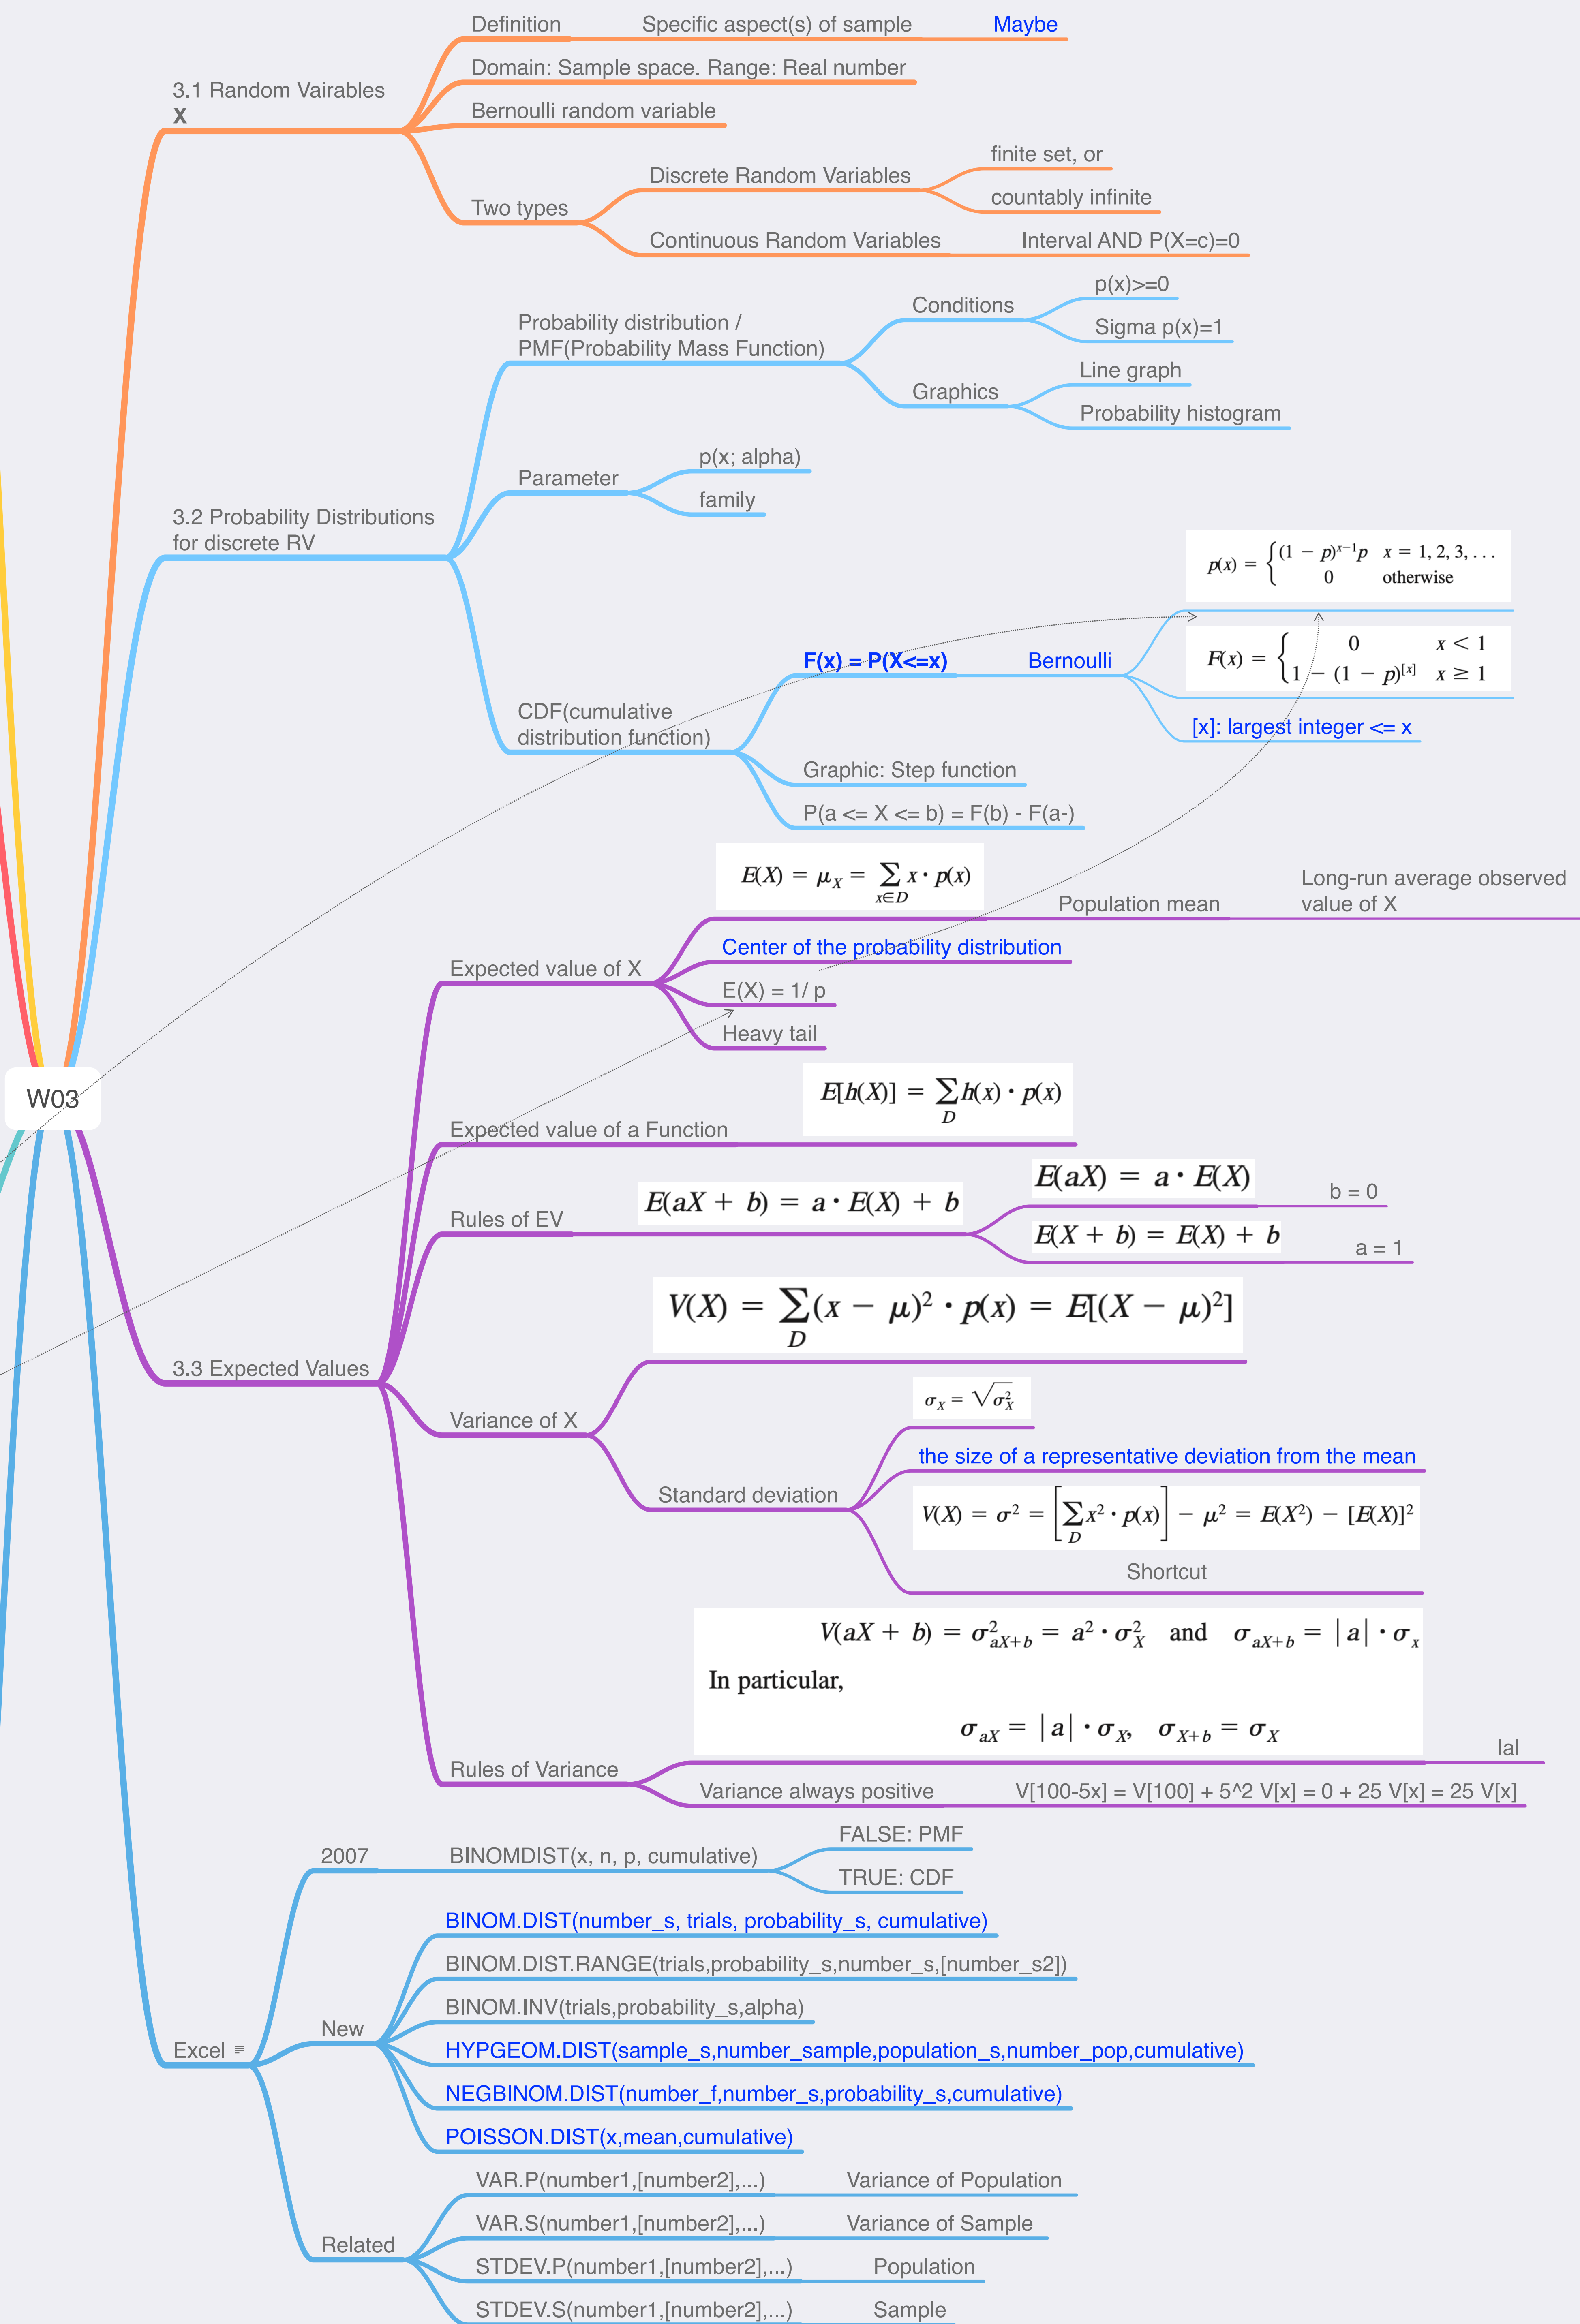 W03
3.1 Random Vairables
X
Definition
Specific aspect(s) of sample
Maybe
Domain: Sample space. Range: Real number
Bernoulli random variable
Two types
Discrete Random Variables
finite set, or
countably infinite
Continuous Random Variables
Interval AND P(X=c)=0
3.2 Probability Distributions
for discrete RV
Probability distribution /
PMF(Probability Mass Function)
Conditions
p(x)>=0
Sigma p(x)=1
Graphics
Line graph
Probability histogram
Parameter
p(x; alpha)
family
CDF(cumulative
distribution function)
F(x) = P(X<=x)
Bernoulli
p(x) = { (1 − p)^{x−1}p x = 1, 2, 3, . . .
0 otherwise
F(x) = { 0 x < 1
1 − (1 − p)^{[x]} x ≥ 1
[x]: largest integer <= x
Graphic: Step function
P(a <= X <= b) = F(b) - F(a-)
3.3 Expected Values
Expected value of X
E(X) = μ_X = ∑_{x∈D} x · p(x)
Population mean
Long-run average observed
value of X
Center of the probability distribution
E(X) = 1/ p
Heavy tail
Expected value of a Function
E[h(X)] = ∑_D h(x) · p(x)
Rules of EV
E(aX + b) = a · E(X) + b
E(aX) = a · E(X)
b = 0
E(X + b) = E(X) + b
a = 1
Variance of X
V(X) = ∑_D (x − μ)² · p(x) = E[(X − μ)²]
Standard deviation
σ_X = √σ²_X
the size of a representative deviation from the mean
V(X) = σ² = [∑_D x² · p(x)] − μ² = E(X²) − [E(X)]²
Shortcut
Rules of Variance
V(aX + b) = σ²_{aX+b} = a² · σ²_X and σ_{aX+b} = |a| · σ_x
In particular,
σ_{aX} = |a| · σ_X, σ_{X+b} = σ_X
IaI
Variance always positive
V[100-5x] = V[100] + 5^2 V[x] = 0 + 25 V[x] = 25 V[x]
Excel
2007
BINOMDIST(x, n, p, cumulative)
FALSE: PMF
TRUE: CDF
New
BINOM.DIST(number_s, trials, probability_s, cumulative)
BINOM.DIST.RANGE(trials,probability_s,number_s,[number_s2])
BINOM.INV(trials,probability_s,alpha)
HYPGEOM.DIST(sample_s,number_sample,population_s,number_pop,cumulative)
NEGBINOM.DIST(number_f,number_s,probability_s,cumulative)
POISSON.DIST(x,mean,cumulative)
Related
VAR.P(number1,[number2],...)
Variance of Population
VAR.S(number1,[number2],...)
Variance of Sample
STDEV.P(number1,[number2],...)
Population
STDEV.S(number1,[number2],...)
Sample